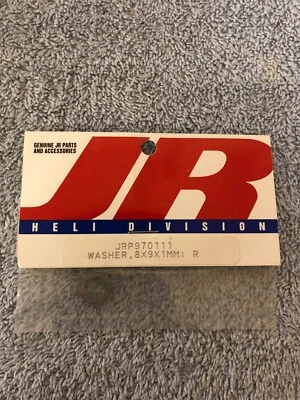 GENUINE JR PARTS
AND ACCESSORIES
JR
HELI DIVISION
JRP970111
WASHER,8X9X1MM: R